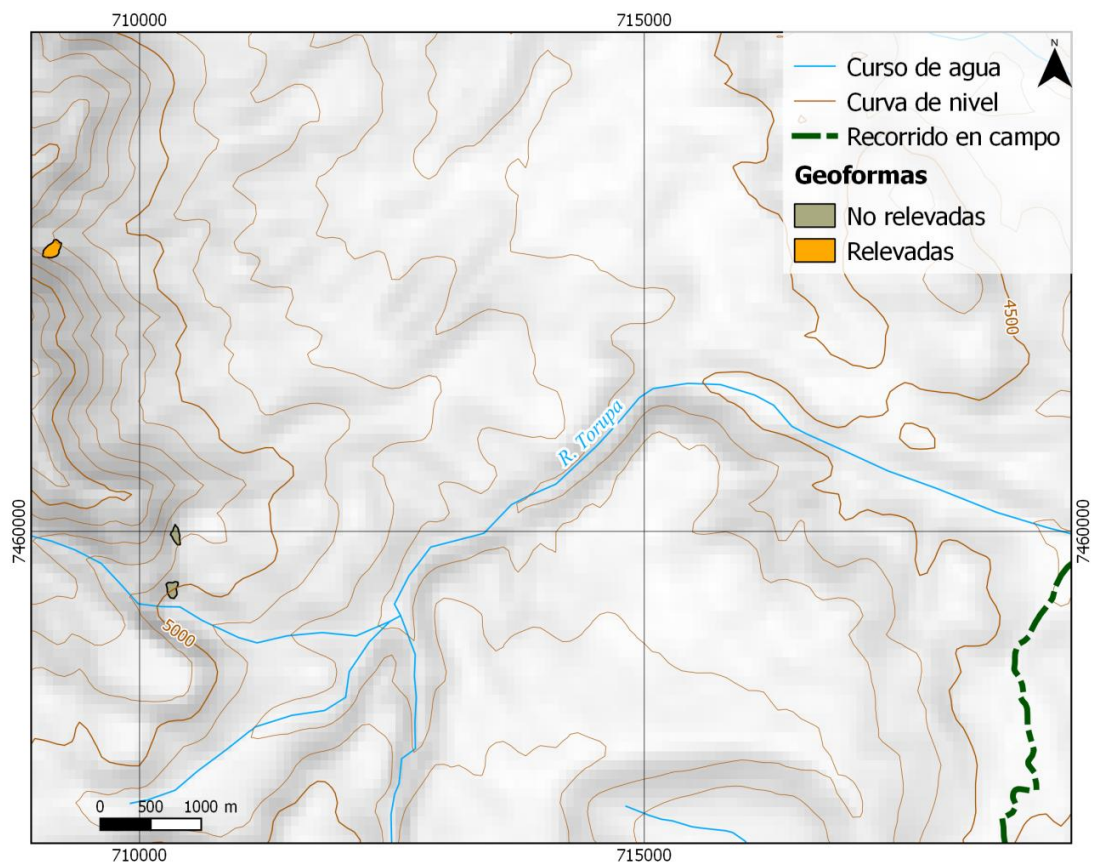 710000
715000
N
Curso de agua
Curva de nivel
Recorrido en campo
Geoformas
No relevadas
Relevadas
4500
R. Torupa
7460000
7460000
5000
0 500 1000 m
710000
715000